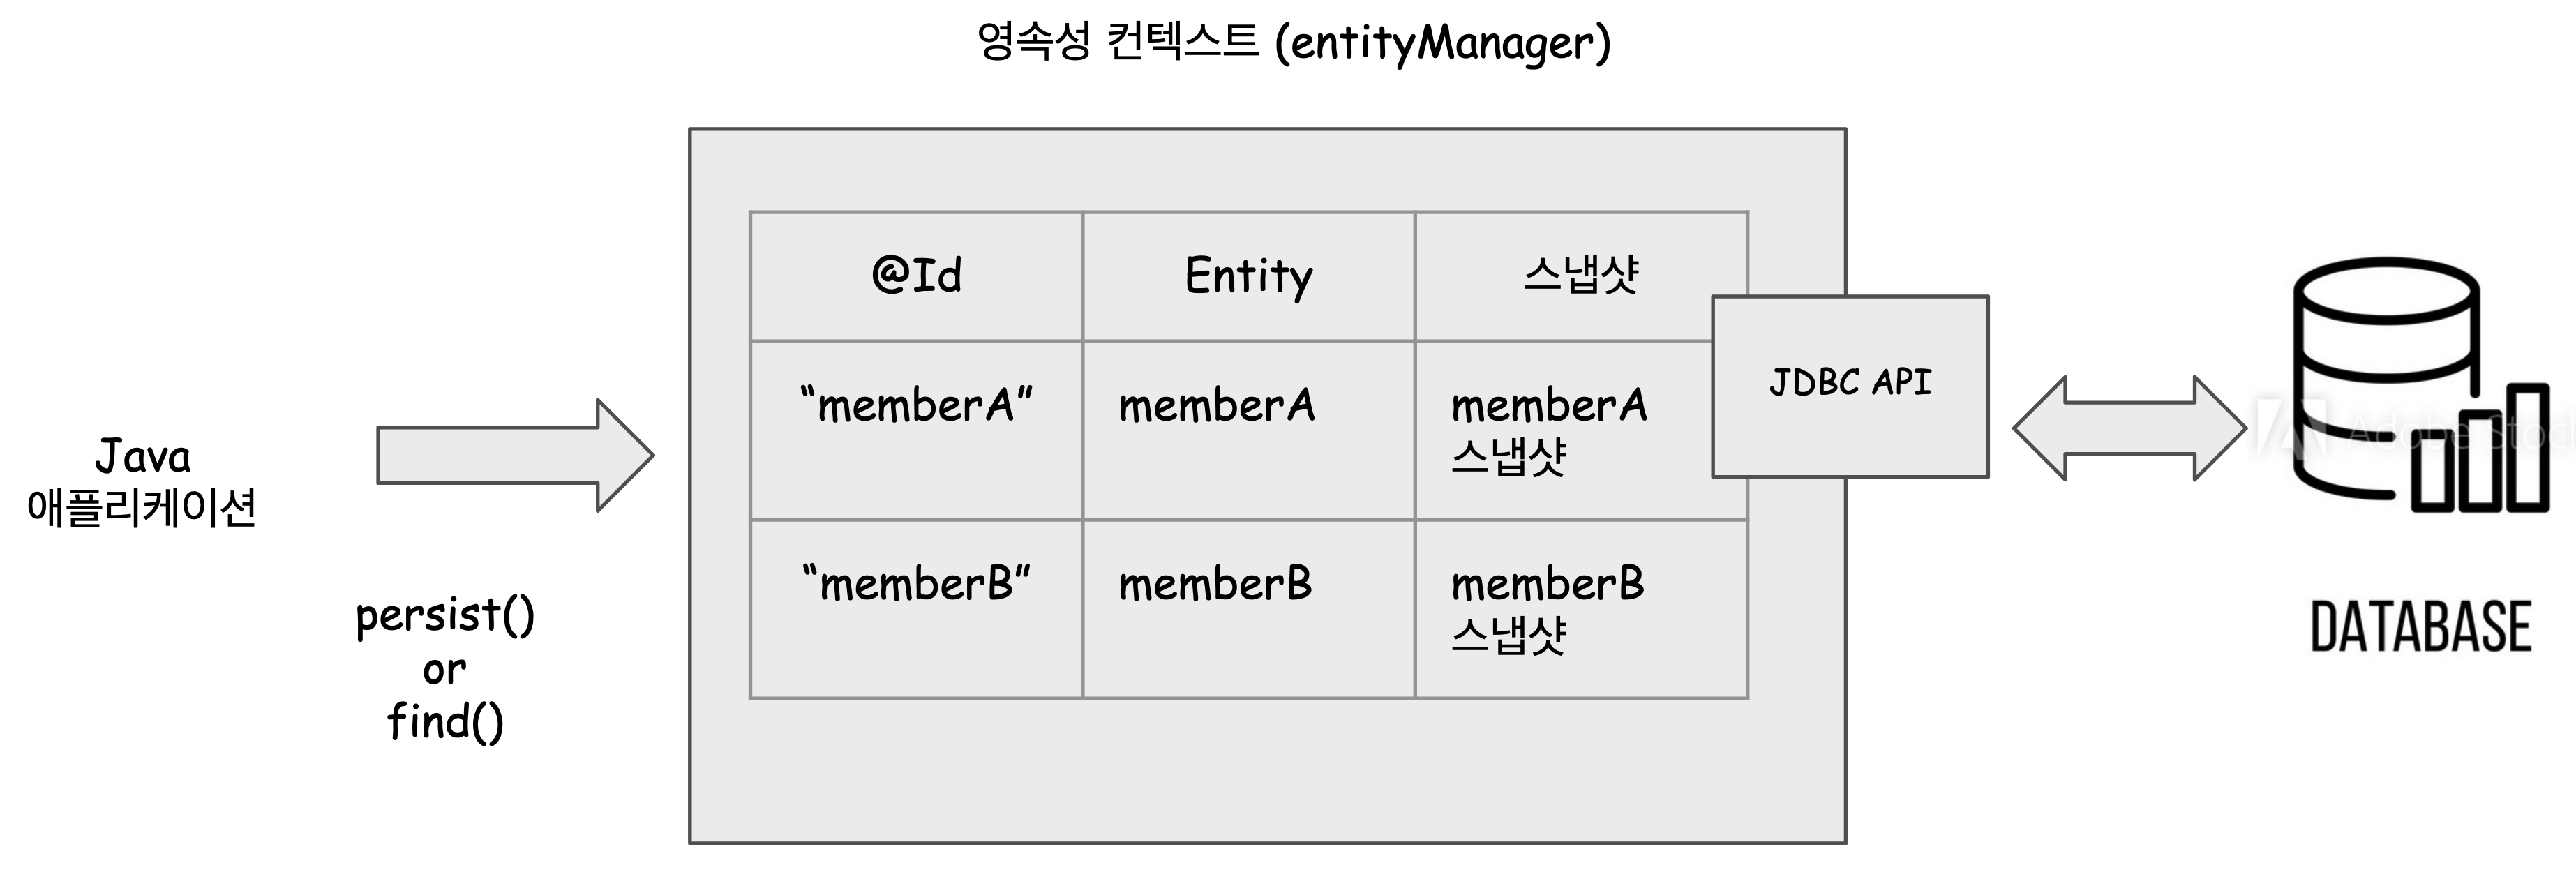 영속성 컨텍스트 (entityManager)
@Id
Entity
스냅샷
JDBC API
“memberA”
memberA
memberA
스냅샷
Java
애플리케이션
Adobe Stoc
“memberB”
memberB
memberB
스냅샷
persist()
or
find()
DATABASE